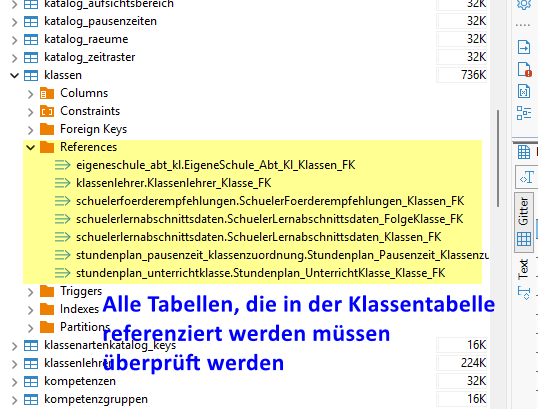 katalog_aufsichtsbereich 32K
katalog_pausenzeiten 32K
katalog_raeume 32K
katalog_zeitraster 32K
klassen 736K
Columns
Constraints
Foreign Keys
References
eigeneschule_abt_kl.EigeneSchule_Abt_Kl_Klassen_FK
klassenlehrer.Klassenlehrer_Klasse_FK
schuelerfoerderempfehlungen.SchuelerFoerderempfehlungen_Klassen_FK
schuelerlernabschnittsdaten.SchuelerLernabschnittsdaten_FolgeKlasse_FK
schuelerlernabschnittsdaten.SchuelerLernabschnittsdaten_Klassen_FK
stundenplan_pausenzeit_klassenzuordnung.Stundenplan_Pausenzeit_Klassenzu
stundenplan_unterrichtklasse.Stundenplan_UnterrichtKlasse_Klasse_FK
Triggers
Indexes
Partitions
Alle Tabellen, die in der Klassentabelle
referenziert werden müssen
überprüft werden
klassenartenkatalog_keys 16K
klassenlehrer 224K
kompetenzen 32K
kompetenzgruppen 16K
Gitter
Text